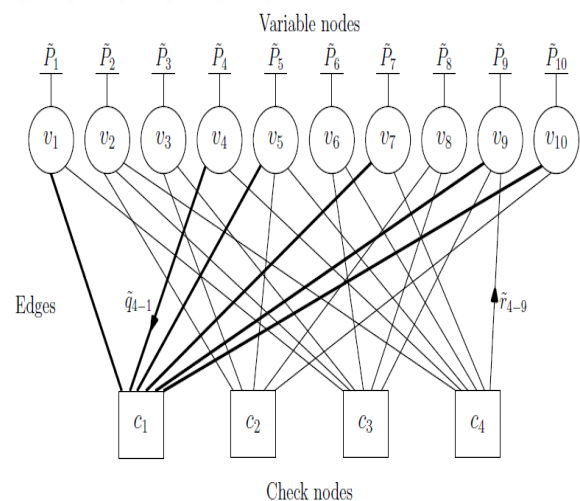 Variable nodes
P̃₁ P̃₂ P̃₃ P̃₄ P̃₅ P̃₆ P̃₇ P̃₈ P̃₉ P̃₁₀
v₁ v₂ v₃ v₄ v₅ v₆ v₇ v₈ v₉ v₁₀
Edges q̃₄₋₁ r̃₄₋₉
c₁ c₂ c₃ c₄
Check nodes